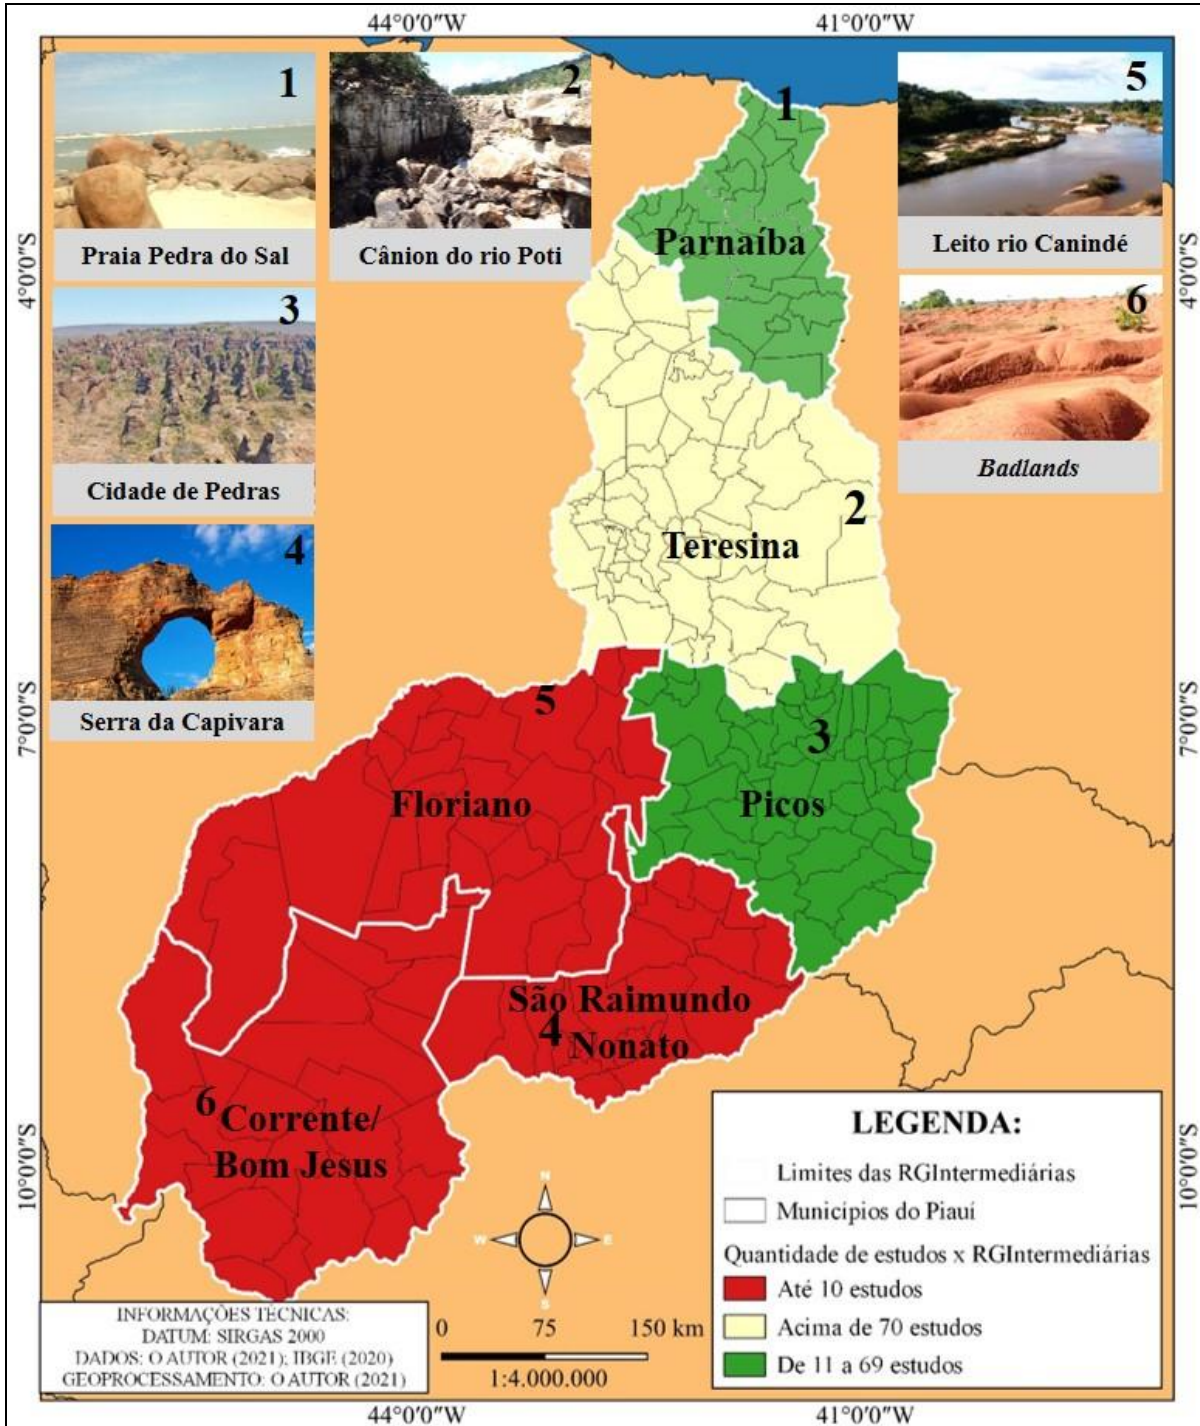 44°0'0"W
41°0'0"W
1
Praia Pedra do Sal
2
Cânion do rio Poti
5
Leito rio Canindé
3
Cidade de Pedras
6
Badlands
4
Serra da Capivara
4°0'0"S
4°0'0"S
7°0'0"S
7°0'0"S
10°0'0"S
10°0'0"S
1
Parnaíba
2
Teresina
5
3
Floriano
Picos
São Raimundo
4
Nonato
6
Corrente/
Bom Jesus
N
W
E
S
LEGENDA:
Limites das RGIntermediárias
Municípios do Piauí
Quantidade de estudos x RGIntermediárias
Até 10 estudos
Acima de 70 estudos
De 11 a 69 estudos
INFORMAÇÕES TÉCNICAS:
DATUM: SIRGAS 2000
DADOS: O AUTOR (2021); IBGE (2020)
GEOPROCESSAMENTO: O AUTOR (2021)
0 75 150 km
1:4.000.000
44°0'0"W
41°0'0"W